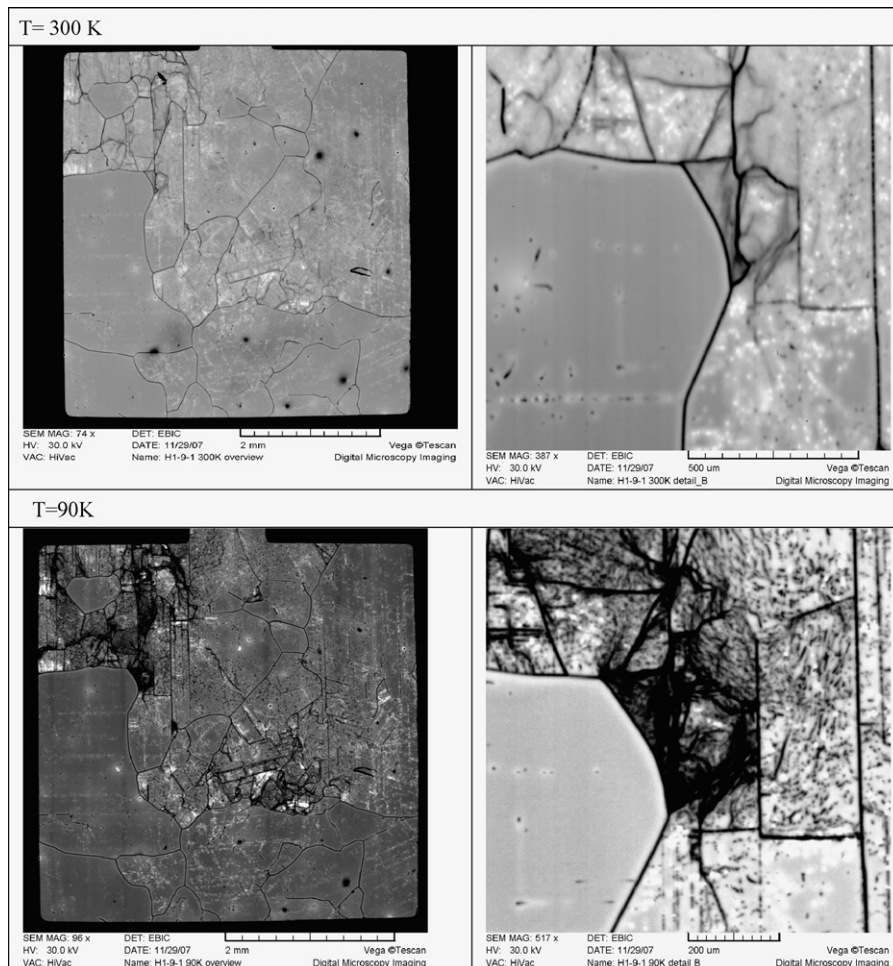 T= 300 K
SEM MAG: 74 x DET: EBIC
HV: 30.0 kV DATE: 11/29/07 2 mm Vega ©Tescan
VAC: HiVac Name: H1-9-1 300K overview Digital Microscopy Imaging
SEM MAG: 387 x DET: EBIC
HV: 30.0 kV DATE: 11/29/07 500 um Vega ©Tescan
VAC: HiVac Name: H1-9-1 300K detail_B Digital Microscopy Imaging
T=90K
SEM MAG: 96 x DET: EBIC
HV: 30.0 kV DATE: 11/29/07 2 mm Vega ©Tescan
VAC: HiVac Name: H1-9-1 90K overview Digital Microscopy Imaging
SEM MAG: 517 x DET: EBIC
HV: 30.0 kV DATE: 11/29/07 200 um Vega ©Tescan
VAC: HiVac Name: H1-9-1 90K detail B Digital Microscopy Imaging